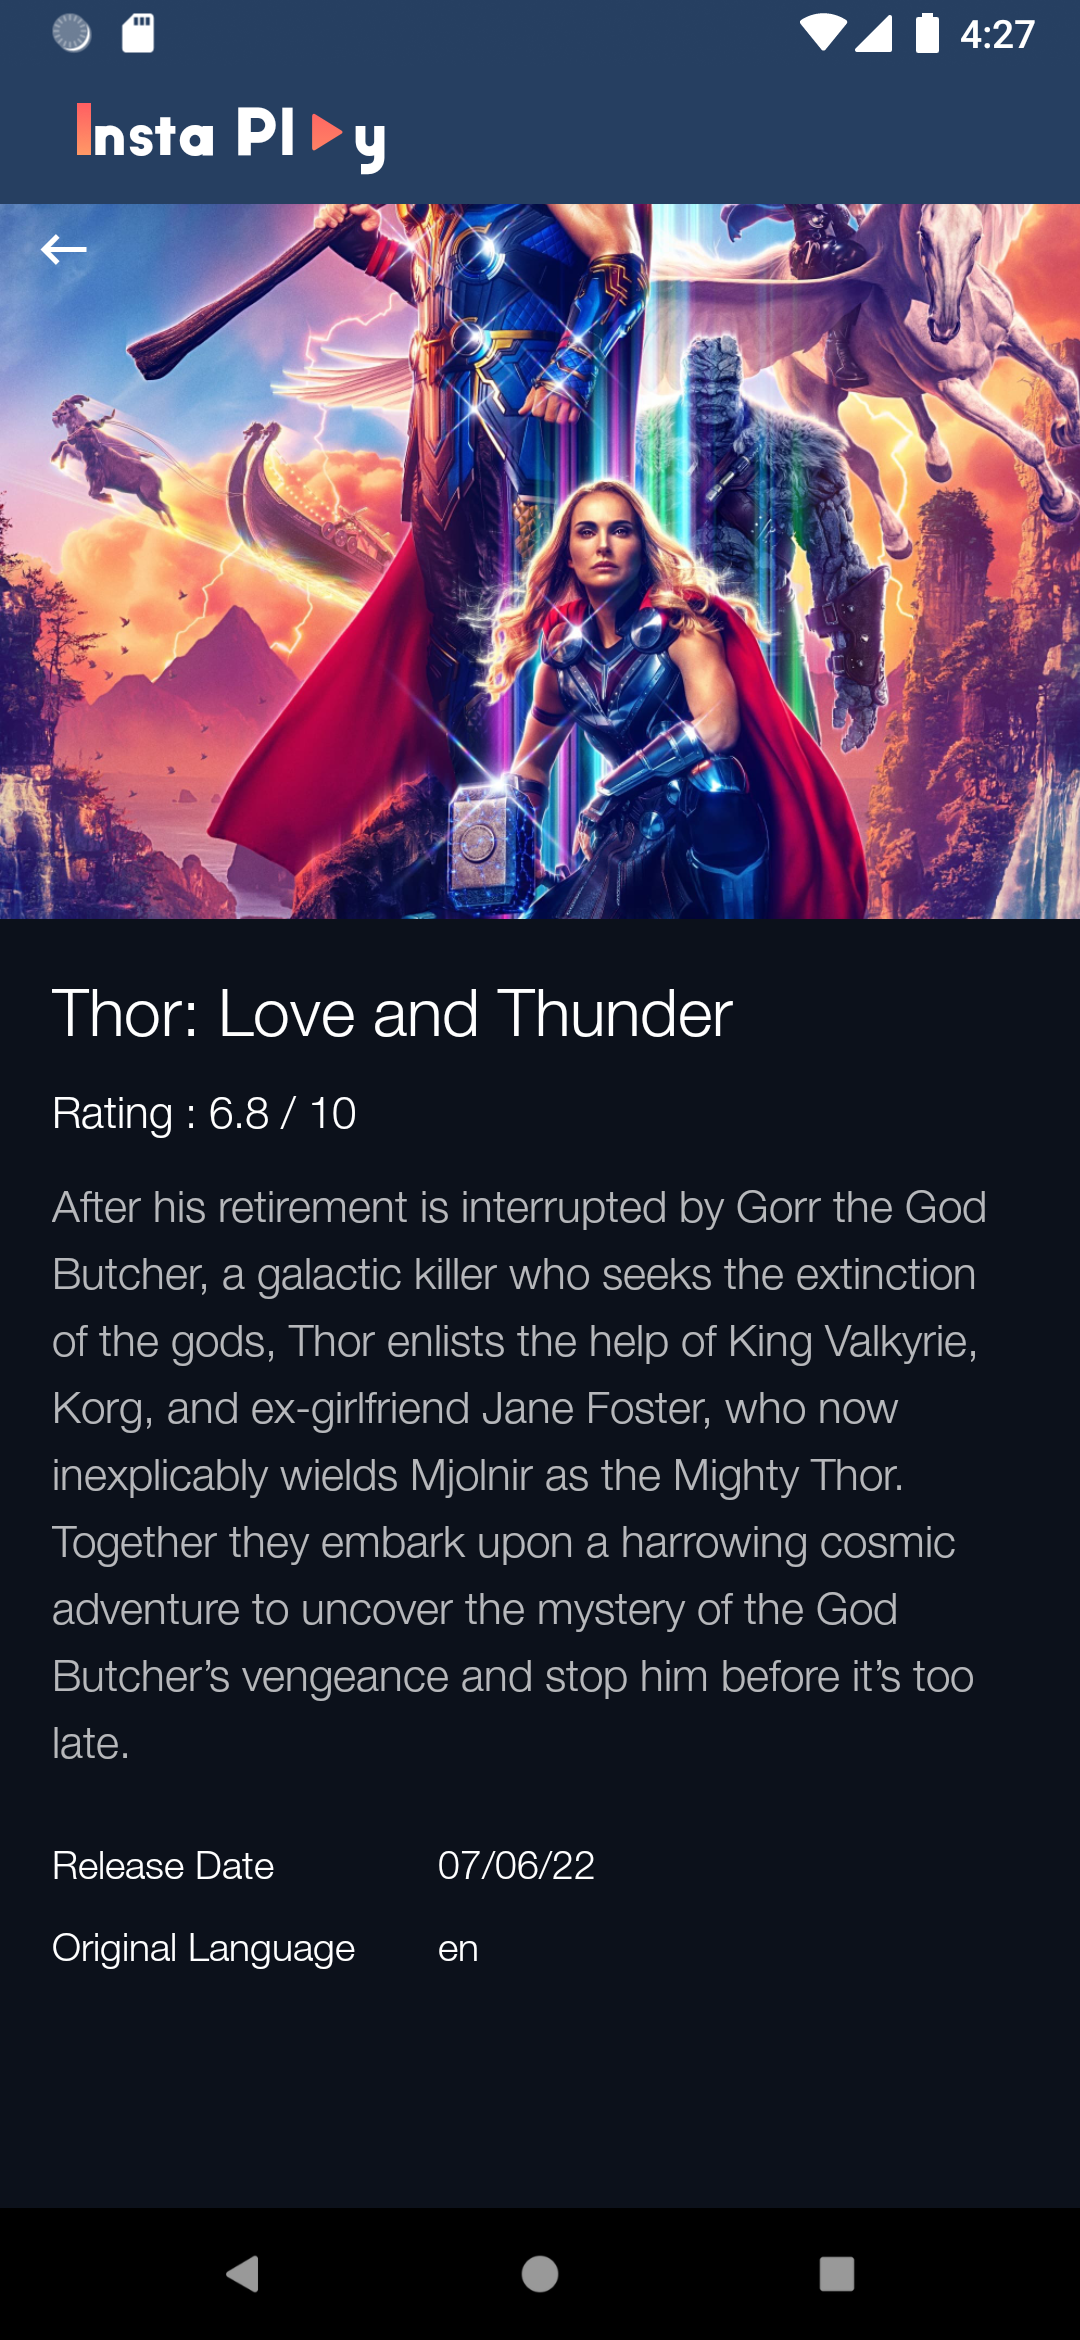 4:27
Insta Pl y
Thor: Love and Thunder
Rating : 6.8 / 10
After his retirement is interrupted by Gorr the God
Butcher, a galactic killer who seeks the extinction
of the gods, Thor enlists the help of King Valkyrie,
Korg, and ex-girlfriend Jane Foster, who now
inexplicably wields Mjolnir as the Mighty Thor.
Together they embark upon a harrowing cosmic
adventure to uncover the mystery of the God
Butcher’s vengeance and stop him before it’s too
late.
Release Date 07/06/22
Original Language en